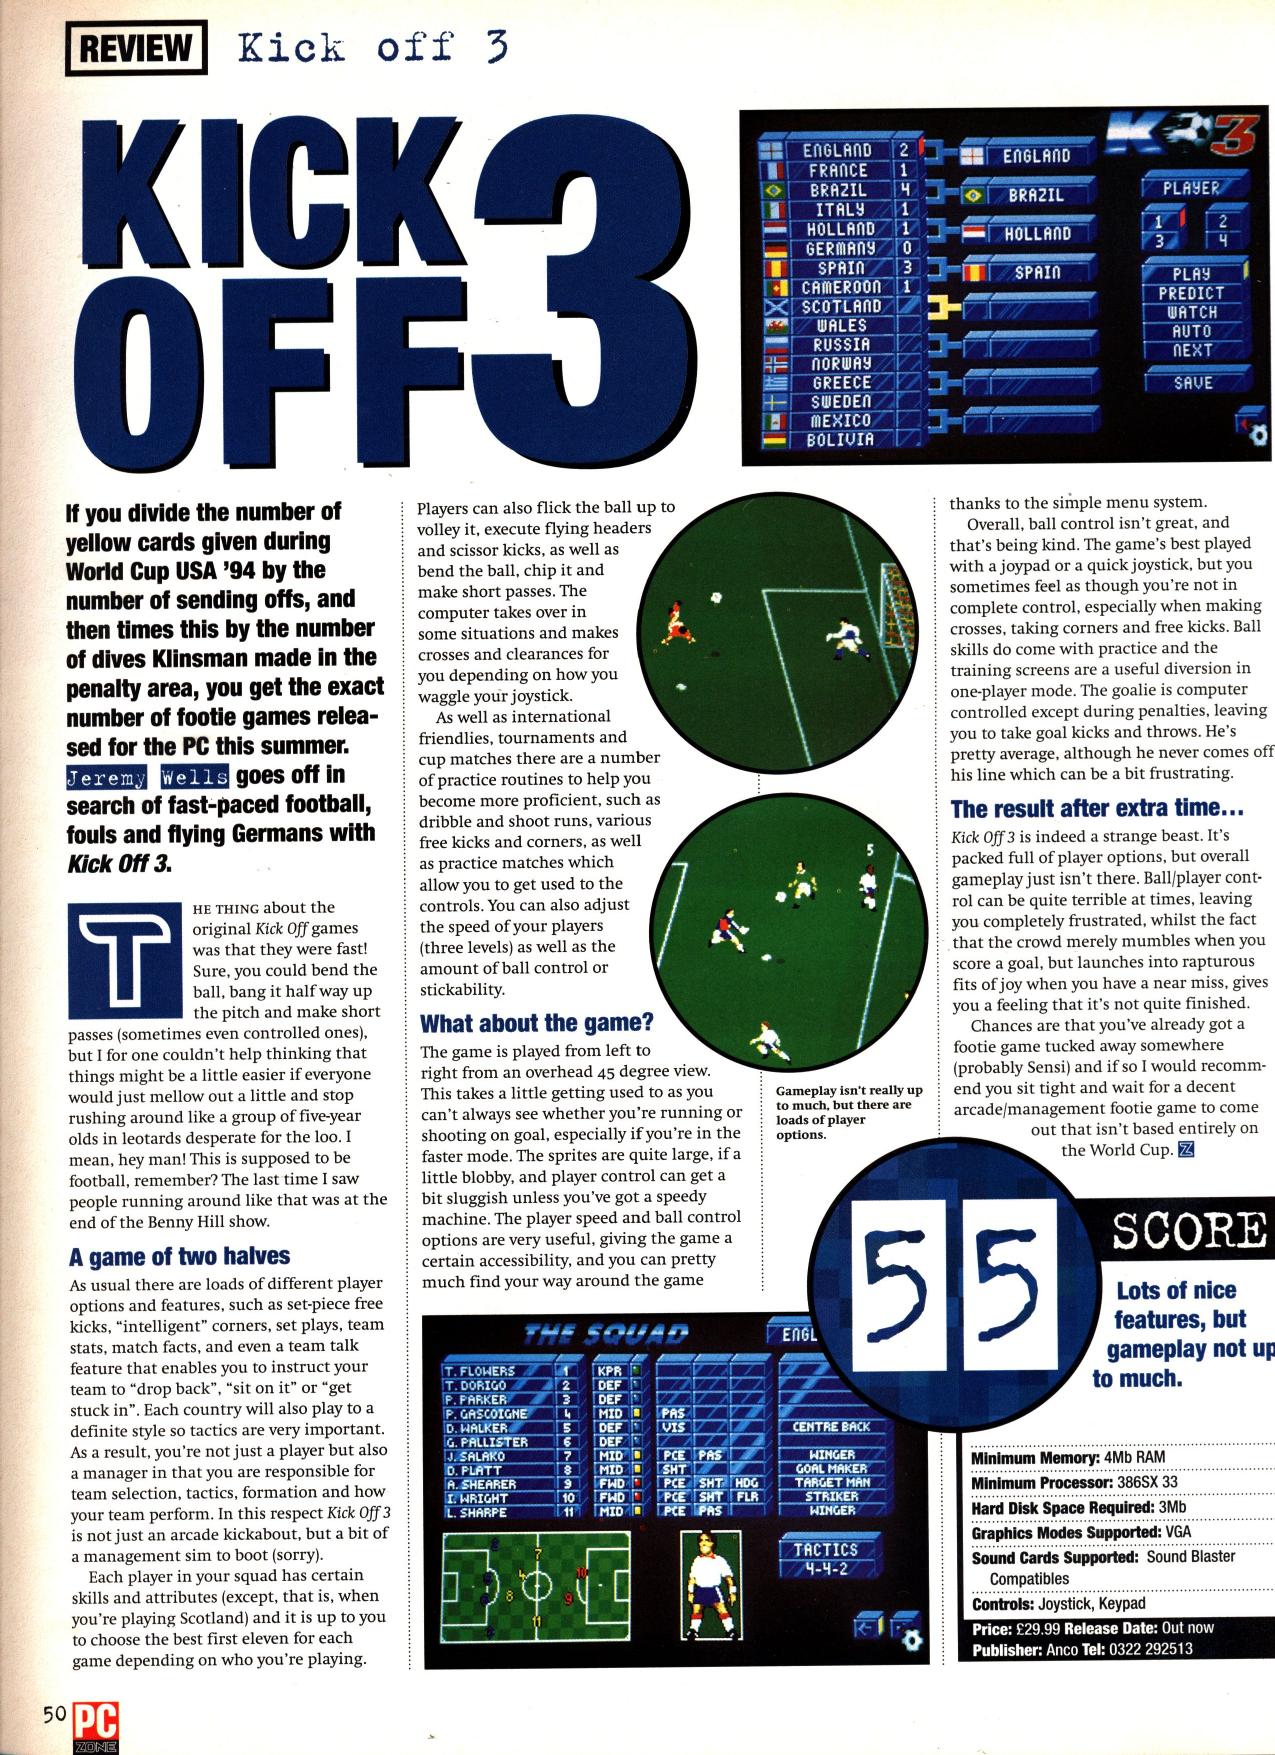 REVIEW Kick off 3
KICK
OFF 3
ENGLAND 2
FRANCE 1
BRAZIL 4
ITALY 1
HOLLAND 1
GERMANY 0
SPAIN 3
CAMEROON 1
SCOTLAND
WALES
RUSSIA
NORWAY
GREECE
SWEDEN
MEXICO
BOLIVIA
ENGLAND
BRAZIL
HOLLAND
SPAIN
K 3
PLAYER
1 2
3 4
PLAY
PREDICT
WATCH
AUTO
NEXT
SAVE
If you divide the number of
yellow cards given during
World Cup USA '94 by the
number of sending offs, and
then times this by the number
of dives Klinsman made in the
penalty area, you get the exact
number of footie games relea-
sed for the PC this summer.
Jeremy Wells goes off in
search of fast-paced football,
fouls and flying Germans with
Kick Off 3.
THE THING about the
original Kick Off games
was that they were fast!
Sure, you could bend the
ball, bang it half way up
the pitch and make short
passes (sometimes even controlled ones),
but I for one couldn't help thinking that
things might be a little easier if everyone
would just mellow out a little and stop
rushing around like a group of five-year
olds in leotards desperate for the loo. I
mean, hey man! This is supposed to be
football, remember? The last time I saw
people running around like that was at the
end of the Benny Hill show.
A game of two halves
As usual there are loads of different player
options and features, such as set-piece free
kicks, "intelligent" corners, set plays, team
stats, match facts, and even a team talk
feature that enables you to instruct your
team to "drop back", "sit on it" or "get
stuck in". Each country will also play to a
definite style so tactics are very important.
As a result, you're not just a player but also
a manager in that you are responsible for
team selection, tactics, formation and how
your team perform. In this respect Kick Off 3
is not just an arcade kickabout, but a bit of
a management sim to boot (sorry).
Each player in your squad has certain
skills and attributes (except, that is, when
you're playing Scotland) and it is up to you
to choose the best first eleven for each
game depending on who you're playing.
Players can also flick the ball up to
volley it, execute flying headers
and scissor kicks, as well as
bend the ball, chip it and
make short passes. The
computer takes over in
some situations and makes
crosses and clearances for
you depending on how you
waggle your joystick.
As well as international
friendlies, tournaments and
cup matches there are a number
of practice routines to help you
become more proficient, such as
dribble and shoot runs, various
free kicks and corners, as well
as practice matches which
allow you to get used to the
controls. You can also adjust
the speed of your players
(three levels) as well as the
amount of ball control or
stickability.
What about the game?
The game is played from left to
right from an overhead 45 degree view.
This takes a little getting used to as you
can't always see whether you're running or
shooting on goal, especially if you're in the
faster mode. The sprites are quite large, if a
little blobby, and player control can get a
bit sluggish unless you've got a speedy
machine. The player speed and ball control
options are very useful, giving the game a
certain accessibility, and you can pretty
much find your way around the game
5
Gameplay isn't really up
to much, but there are
loads of player
options.
thanks to the simple menu system.
Overall, ball control isn't great, and
that's being kind. The game's best played
with a joypad or a quick joystick, but you
sometimes feel as though you're not in
complete control, especially when making
crosses, taking corners and free kicks. Ball
skills do come with practice and the
training screens are a useful diversion in
one-player mode. The goalie is computer
controlled except during penalties, leaving
you to take goal kicks and throws. He's
pretty average, although he never comes off
his line which can be a bit frustrating.
The result after extra time...
Kick Off 3 is indeed a strange beast. It's
packed full of player options, but overall
gameplay just isn't there. Ball/player cont-
rol can be quite terrible at times, leaving
you completely frustrated, whilst the fact
that the crowd merely mumbles when you
score a goal, but launches into rapturous
fits of joy when you have a near miss, gives
you a feeling that it's not quite finished.
Chances are that you've already got a
footie game tucked away somewhere
(probably Sensi) and if so I would recomm-
end you sit tight and wait for a decent
arcade/management footie game to come
out that isn't based entirely on
the World Cup. Z
THE SQUAD ENGL
T. FLOWERS 1 KPR
T. DORIGO 2 DEF
P. PARKER 3 DEF
P. GASCOIGNE 4 MID PAS
D. WALKER 5 DEF VIS CENTRE BACK
G. PALLISTER 6 DEF
J. SALAKO 7 MID PCE PAS WINGER
D. PLATT 8 MID SHT GOAL MAKER
A. SHEARER 9 FWD PCE SHT HDG TARGET MAN
I. WRIGHT 10 FWD PCE SHT FLR STRIKER
L. SHARPE 11 MID PCE PAS WINGER
7
4
10
8
9
11
TACTICS
4-4-2
55
SCORE
Lots of nice
features, but
gameplay not up
to much.
Minimum Memory: 4Mb RAM
Minimum Processor: 386SX 33
Hard Disk Space Required: 3Mb
Graphics Modes Supported: VGA
Sound Cards Supported: Sound Blaster
Compatibles
Controls: Joystick, Keypad
Price: £29.99 Release Date: Out now
Publisher: Anco Tel: 0322 292513
50 PC
ZONE